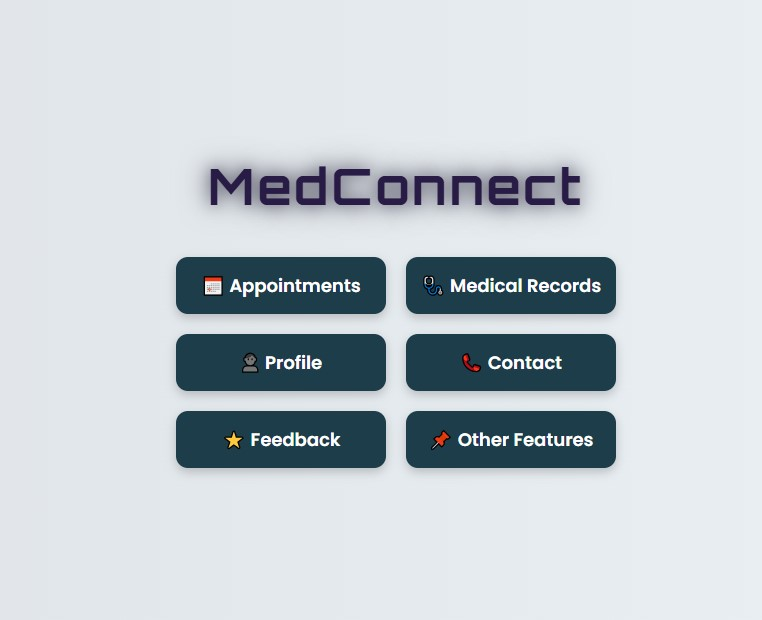 MedConnect
Appointments
Medical Records
Profile
Contact
Feedback
Other Features